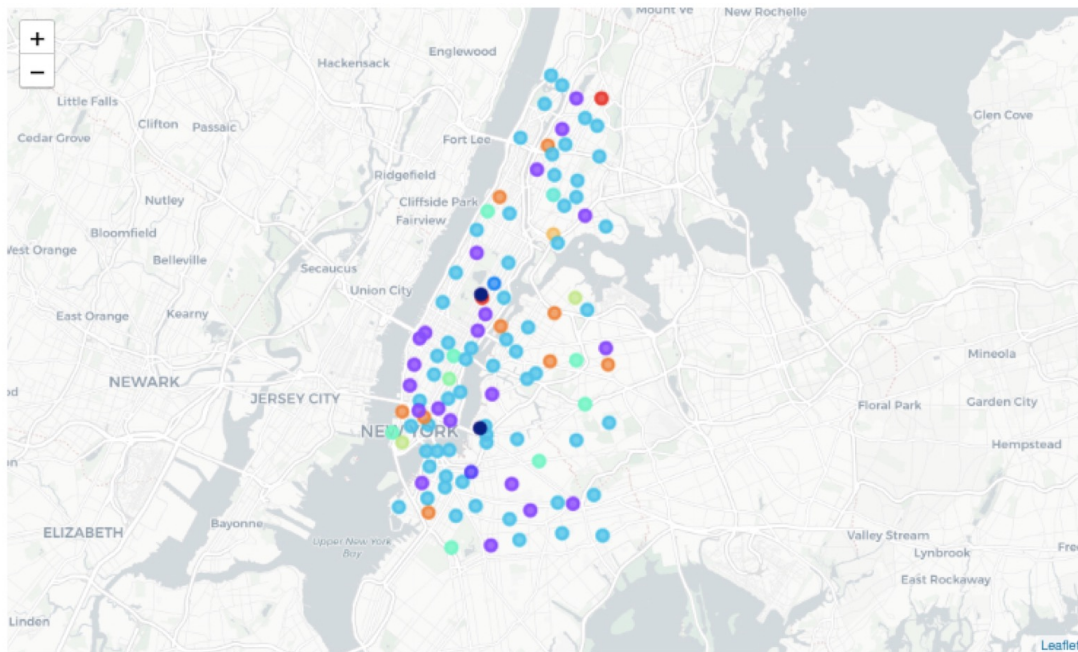 Mount Ve
New Rochelle
+
−
Englewood
Hackensack
Little Falls
Glen Cove
Clifton
Passaic
Cedar Grove
Fort Lee
Ridgefield
Nutley
Cliffside Park
Fairview
Bloomfield
West Orange
Belleville
Secaucus
Union City
East Orange
Kearny
Mineola
NEWARK
JERSEY CITY
Floral Park
Garden City
NEW YORK
Hempstead
ELIZABETH
Bayonne
Upper New York
Bay
Valley Stream
Lynbrook
Fre
East Rockaway
Linden
Leaflet